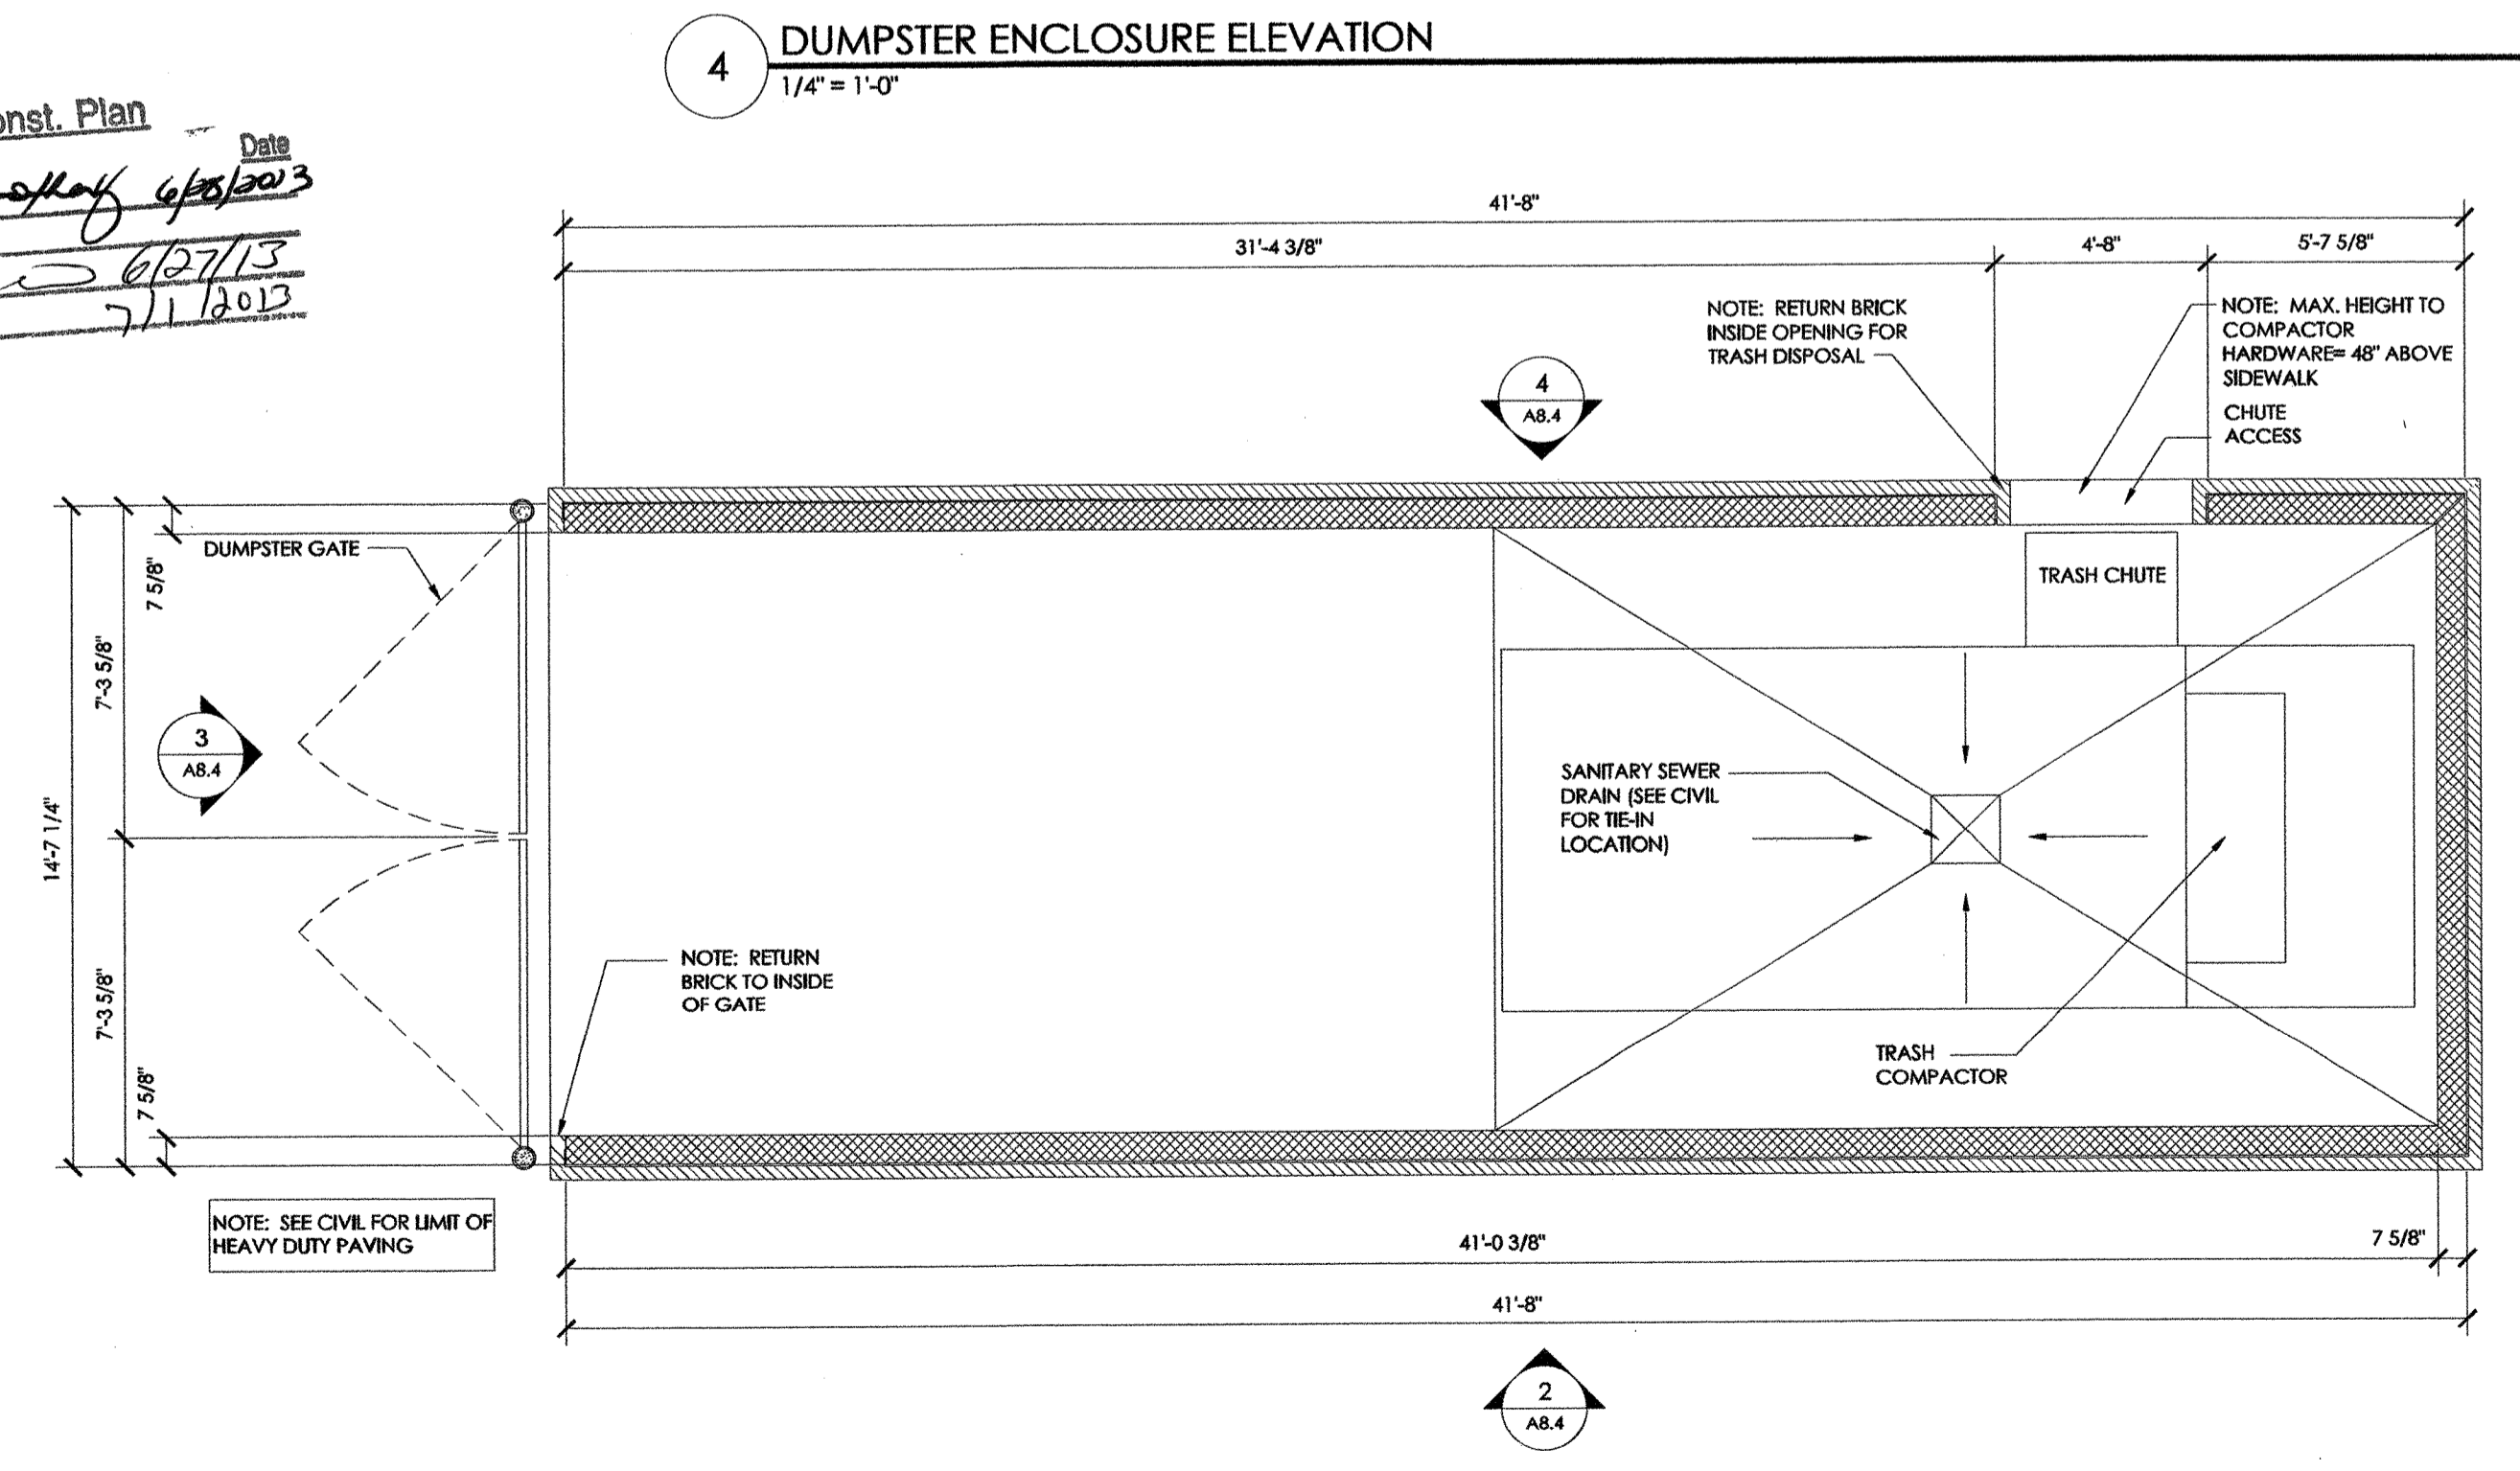 4
DUMPSTER ENCLOSURE ELEVATION
1/4" = 1'-0"
Plan
Date
6/28/2013
6/27/13
7/1/2013
41'-8"
31'-4 3/8"
4'-8"
5'-7 5/8"
NOTE: RETURN BRICK
INSIDE OPENING FOR
TRASH DISPOSAL
NOTE: MAX. HEIGHT TO
COMPACTOR
HARDWARE= 48" ABOVE
SIDEWALK
CHUTE
ACCESS
4
A8.4
DUMPSTER GATE
7 5/8"
7'-3 5/8"
14'-7 1/4"
7'-3 5/8"
7 5/8"
3
A8.4
TRASH CHUTE
SANITARY SEWER
DRAIN (SEE CIVIL
FOR TIE-IN
LOCATION)
NOTE: RETURN
BRICK TO INSIDE
OF GATE
TRASH
COMPACTOR
NOTE: SEE CIVIL FOR LIMIT OF
HEAVY DUTY PAVING
41'-0 3/8"
7 5/8"
41'-8"
2
A8.4